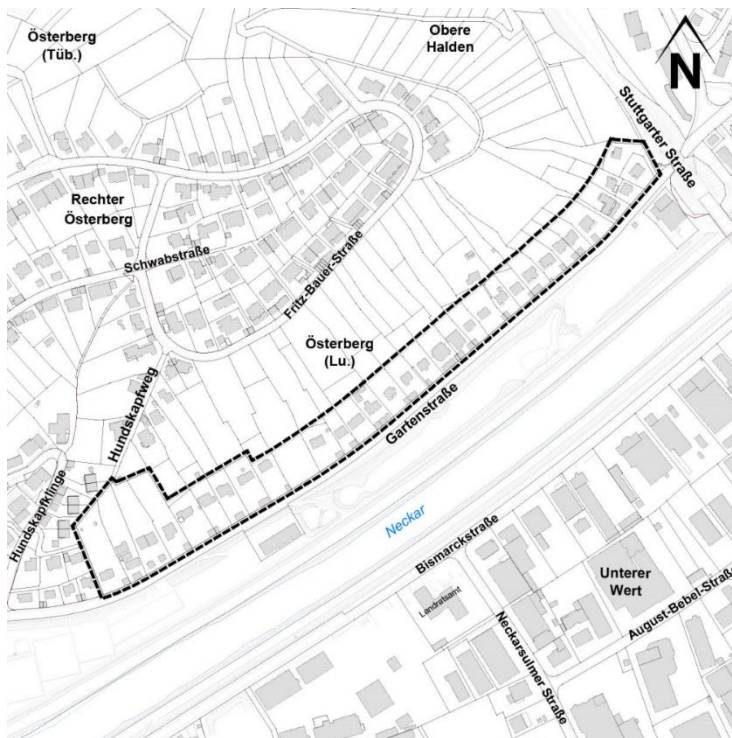 Österberg
(Tüb.)
Obere
Halden
N
Stuttgarter Straße
Rechter
Österberg
Schwabstraße
Fritz-Bauer-Straße
Österberg
(Lu.)
Hundskapfweg
Gartenstraße
Hundskapfklinge
Neckar
Bismarckstraße
Unterer
Wert
Landratsamt
August-Bebel-Straße
Neckarsulmer Straße